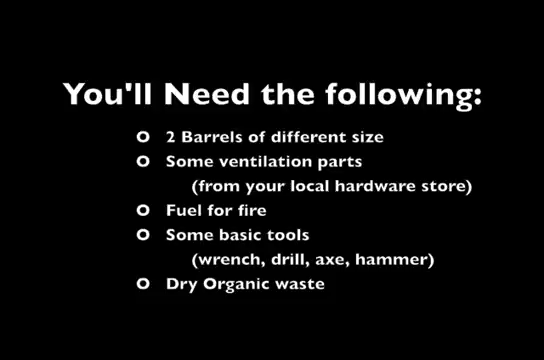 You'll Need the following:
O 2 Barrels of different size
O Some ventilation parts
(from your local hardware store)
O Fuel for fire
O Some basic tools
(wrench, drill, axe, hammer)
O Dry Organic waste